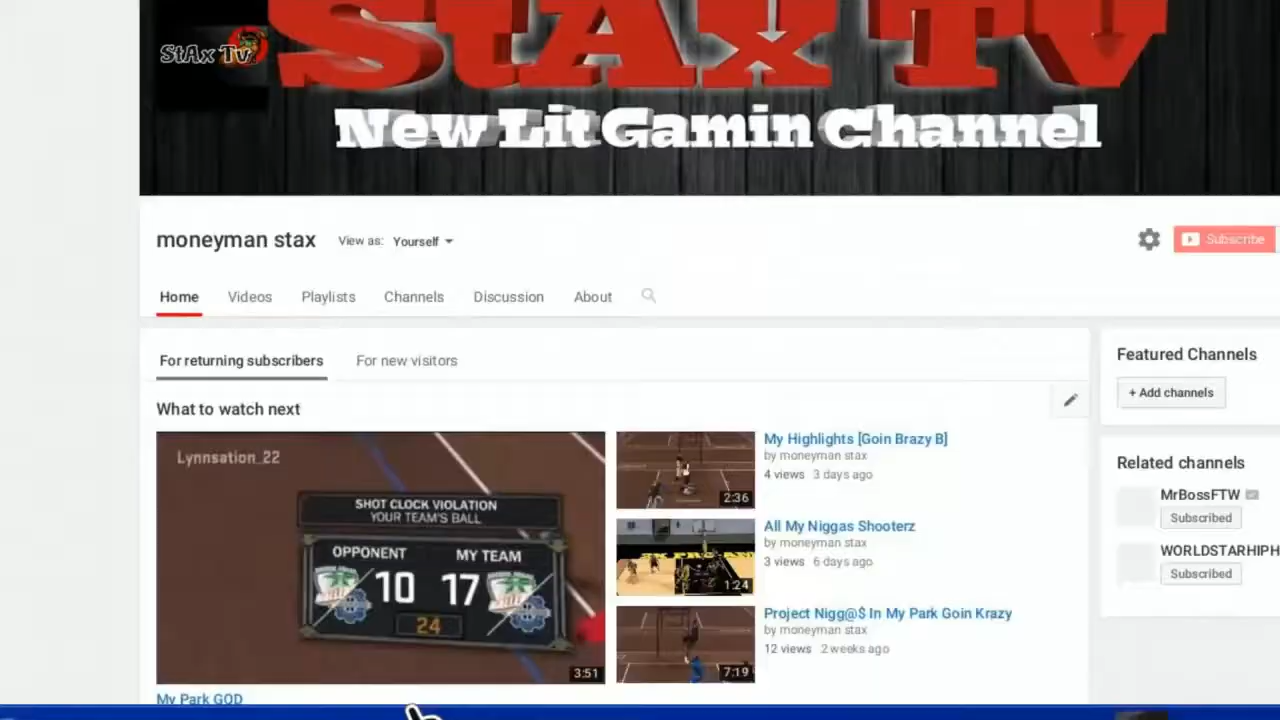 StAx Tv
StAx Tv
New Lit Gamin Channel
moneyman stax
View as: Yourself
Subscribe
Home
Videos
Playlists
Channels
Discussion
About
For returning subscribers
For new visitors
What to watch next
Lynnsation_22
SHOT CLOCK VIOLATION
YOUR TEAM'S BALL
OPPONENT
MY TEAM
10
17
24
3:51
My Park GOD
2:36
My Highlights [Goin Brazy B]
by moneyman stax
4 views 3 days ago
1:24
All My Niggas Shooterz
by moneyman stax
3 views 6 days ago
7:19
Project Nigg@$ In My Park Goin Krazy
by moneyman stax
12 views 2 weeks ago
Featured Channels
+ Add channels
Related channels
MrBossFTW
Subscribed
WORLDSTARHIPH
Subscribed